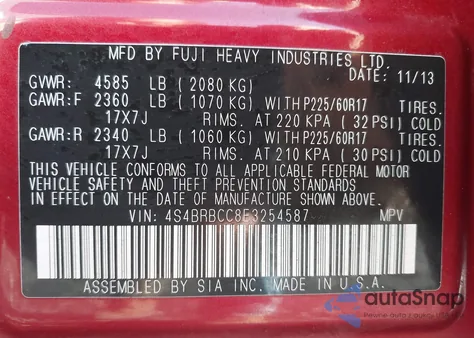 MFD BY FUJI HEAVY INDUSTRIES LTD.
DATE: 11/13
GVWR: 4585 LB ( 2080 KG)
GAWR:F 2360 LB ( 1070 KG) WITH P225/60R17 TIRES.
17X7J RIMS. AT 220 KPA ( 32 PSI) COLD
GAWR:R 2340 LB ( 1060 KG) WITH P225/60R17 TIRES.
17X7J RIMS. AT 210 KPA ( 30 PSI) COLD
THIS VEHICLE CONFORMS TO ALL APPLICABLE FEDERAL MOTOR
VEHICLE SAFETY AND THEFT PREVENTION STANDARDS
IN EFFECT ON THE DATE OF MANUFACTURE SHOWN ABOVE.
VIN: 4S4BRBCC8E3254587 MPV
ASSEMBLED BY SIA INC. MADE IN U.S.A.
autoSnap